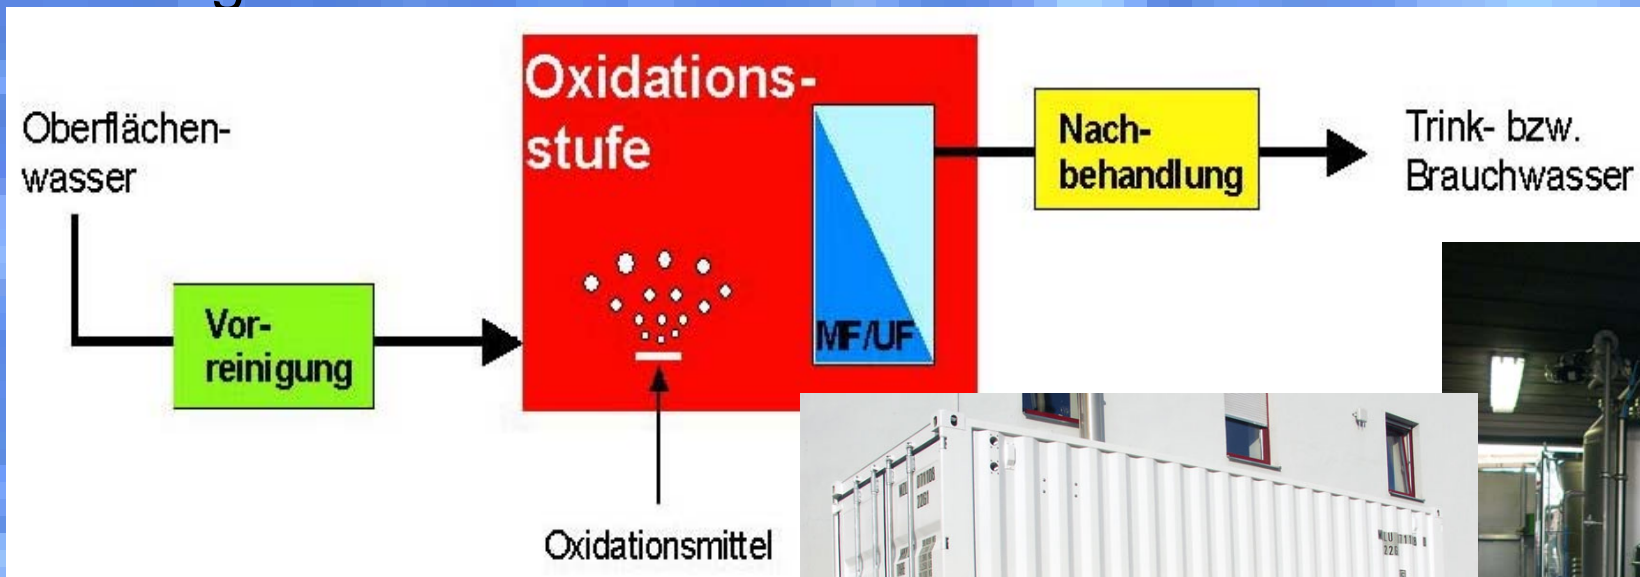 Oxidations-
stufe
Oberflächen-
wasser
Vor-
reinigung
MF/UF
Nach-
behandlung
Trink- bzw.
Brauchwasser
Oxidationsmittel